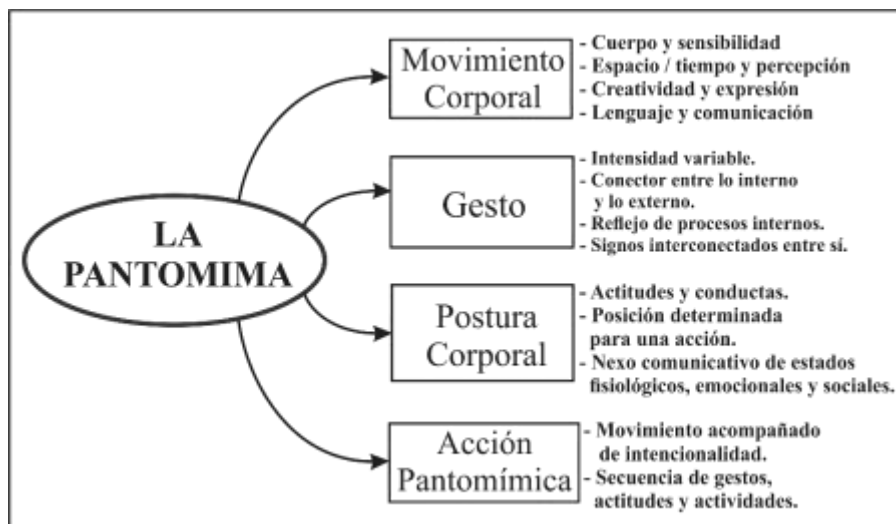 LA
PANTOMIMA
Movimiento
Corporal
- Cuerpo y sensibilidad
- Espacio / tiempo y percepción
- Creatividad y expresión
- Lenguaje y comunicación
Gesto
- Intensidad variable.
- Conector entre lo interno
y lo externo.
- Reflejo de procesos internos.
- Signos interconectados entre sí.
Postura
Corporal
- Actitudes y conductas.
- Posición determinada
para una acción.
- Nexo comunicativo de estados
fisiológicos, emocionales y sociales.
Acción
Pantomímica
- Movimiento acompañado
de intencionalidad.
- Secuencia de gestos,
actitudes y actividades.